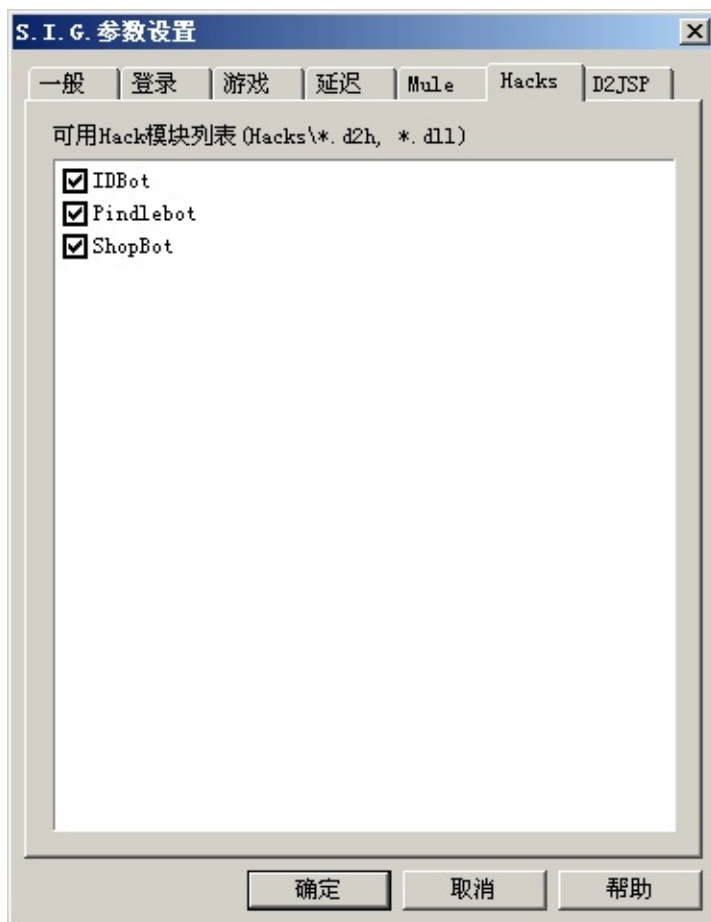 S.I.G.参数设置
一般 登录 游戏 延迟 Mule Hacks D2JSP
可用Hack模块列表(Hacks\*.d2h, *.dll)
IDBot
Pindlebot
ShopBot
确定 取消 帮助